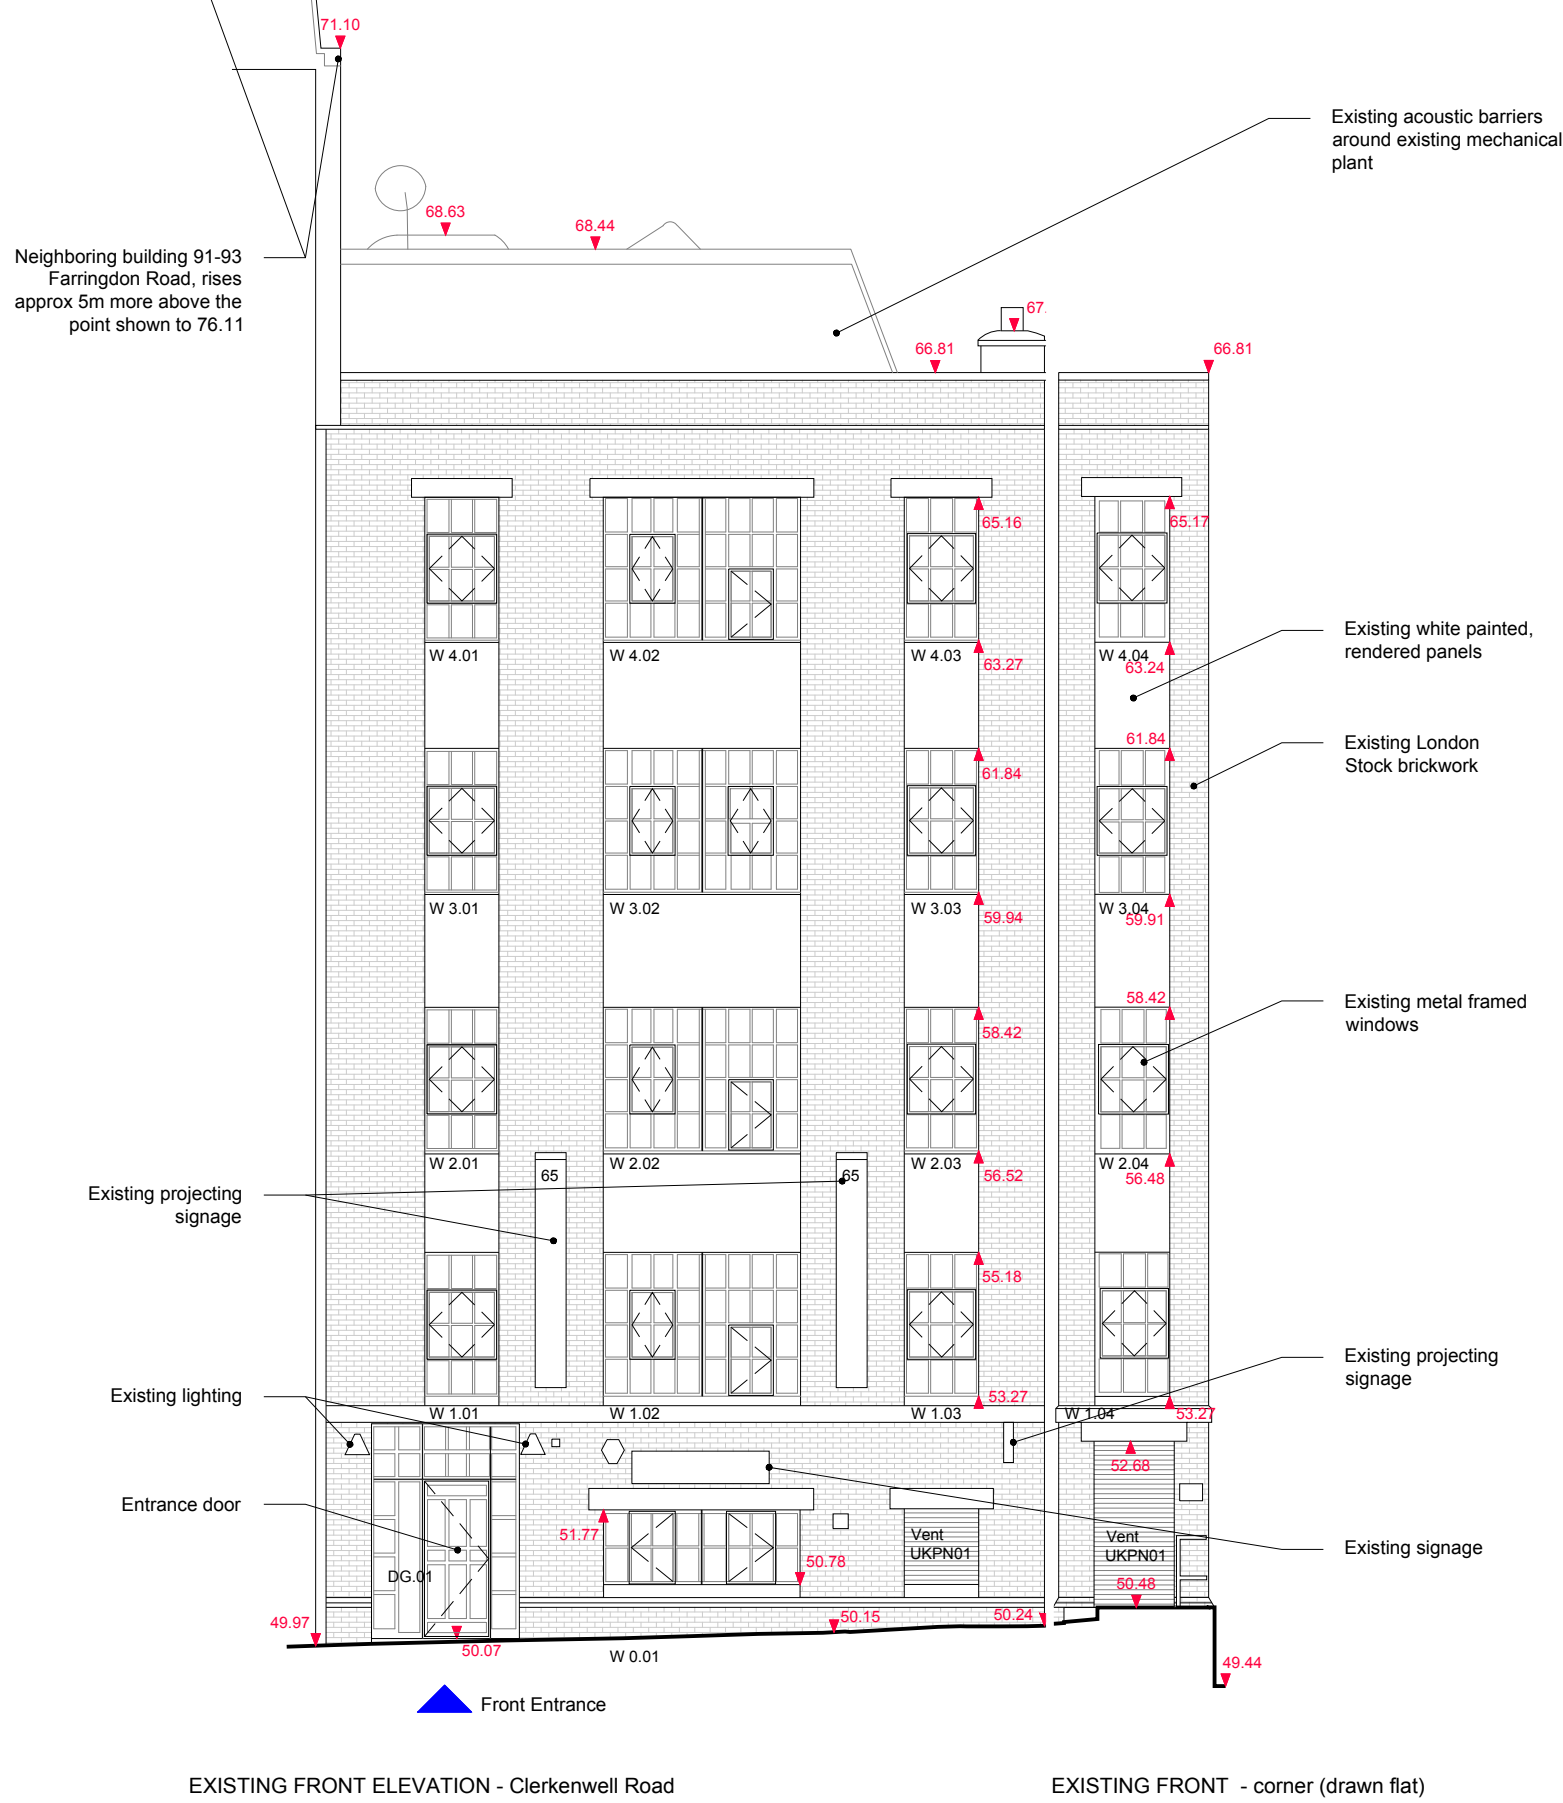 71.10
Existing acoustic barriers
around existing mechanical
plant
68.63
68.44
Neighboring building 91-93
Farringdon Road, rises
approx 5m more above the
point shown to 76.11
67.
66.81
66.81
65.16
65.17
Existing white painted,
rendered panels
W 4.01
W 4.02
W 4.03
W 4.04
63.27
63.24
Existing London
Stock brickwork
61.84
61.84
W 3.01
W 3.02
W 3.03
W 3.04
59.94
59.91
Existing metal framed
windows
58.42
58.42
W 2.01
W 2.02
W 2.03
W 2.04
65
65
56.52
56.48
Existing projecting
signage
55.18
Existing projecting
signage
Existing lighting
53.27
53.27
W 1.01
W 1.02
W 1.03
W 1.04
52.68
Entrance door
51.77
Vent
UKPN01
Vent
UKPN01
Existing signage
50.78
DG.01
50.48
49.97
50.07
50.15
50.24
W 0.01
49.44
Front Entrance
EXISTING FRONT ELEVATION - Clerkenwell Road
EXISTING FRONT - corner (drawn flat)